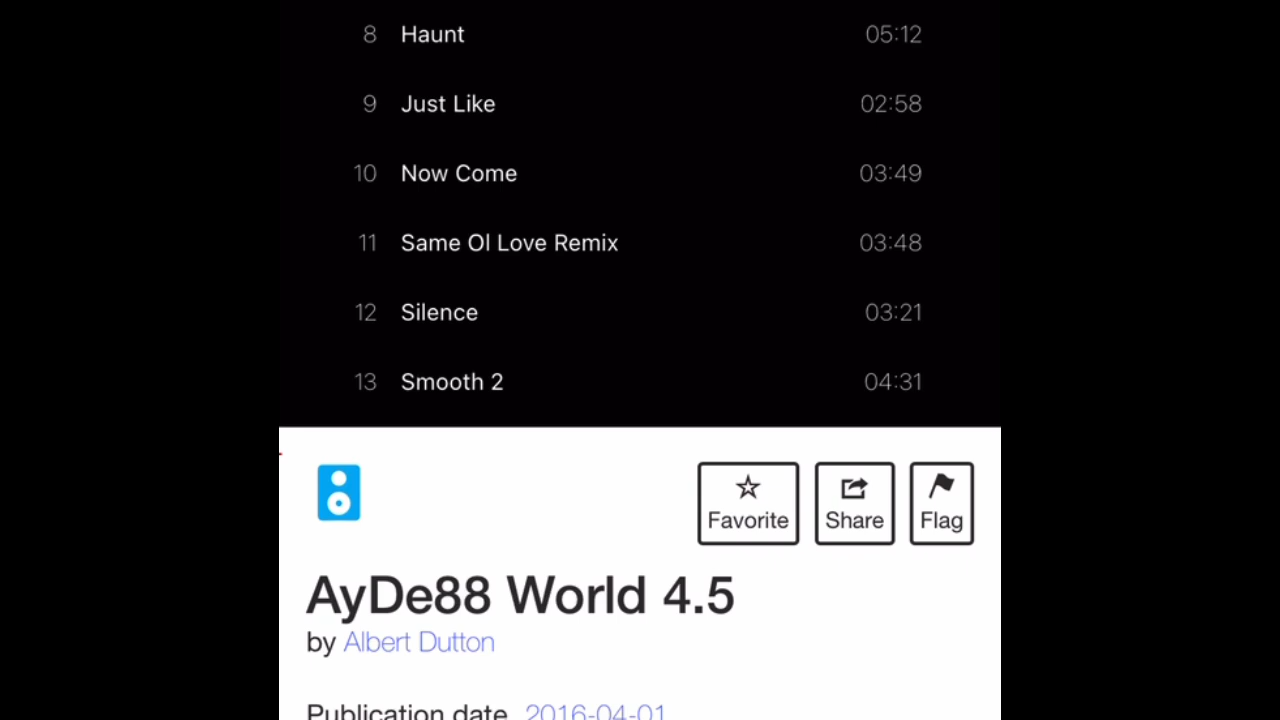 8 Haunt 05:12
9 Just Like 02:58
10 Now Come 03:49
11 Same Ol Love Remix 03:48
12 Silence 03:21
13 Smooth 2 04:31
Favorite Share Flag
AyDe88 World 4.5
by Albert Dutton
Publication date 2016-04-01